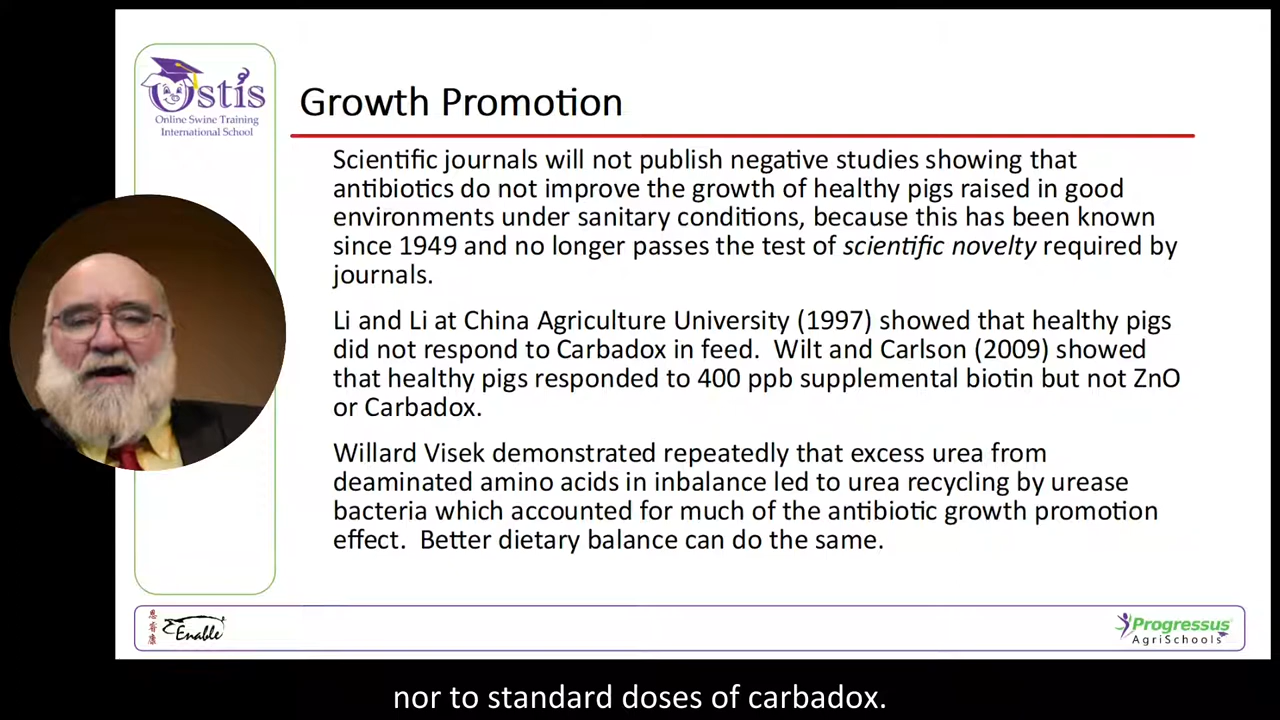 Ostis
Online Swine Training
International School
Growth Promotion
Scientific journals will not publish negative studies showing that
antibiotics do not improve the growth of healthy pigs raised in good
environments under sanitary conditions, because this has been known
since 1949 and no longer passes the test of scientific novelty required by
journals.
Li and Li at China Agriculture University (1997) showed that healthy pigs
did not respond to Carbadox in feed. Wilt and Carlson (2009) showed
that healthy pigs responded to 400 ppb supplemental biotin but not ZnO
or Carbadox.
Willard Visek demonstrated repeatedly that excess urea from
deaminated amino acids in inbalance led to urea recycling by urease
bacteria which accounted for much of the antibiotic growth promotion
effect. Better dietary balance can do the same.
Enable
Progressus
AgriSchools
nor to standard doses of carbadox.